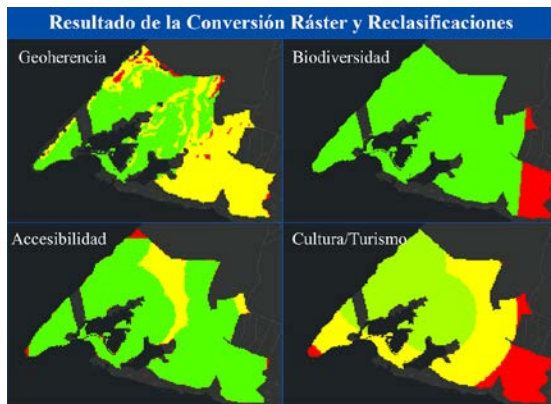 Resultado de la Conversión Ráster y Reclasificaciones
Geoherencia
Biodiversidad
Accesibilidad
Cultura/Turismo